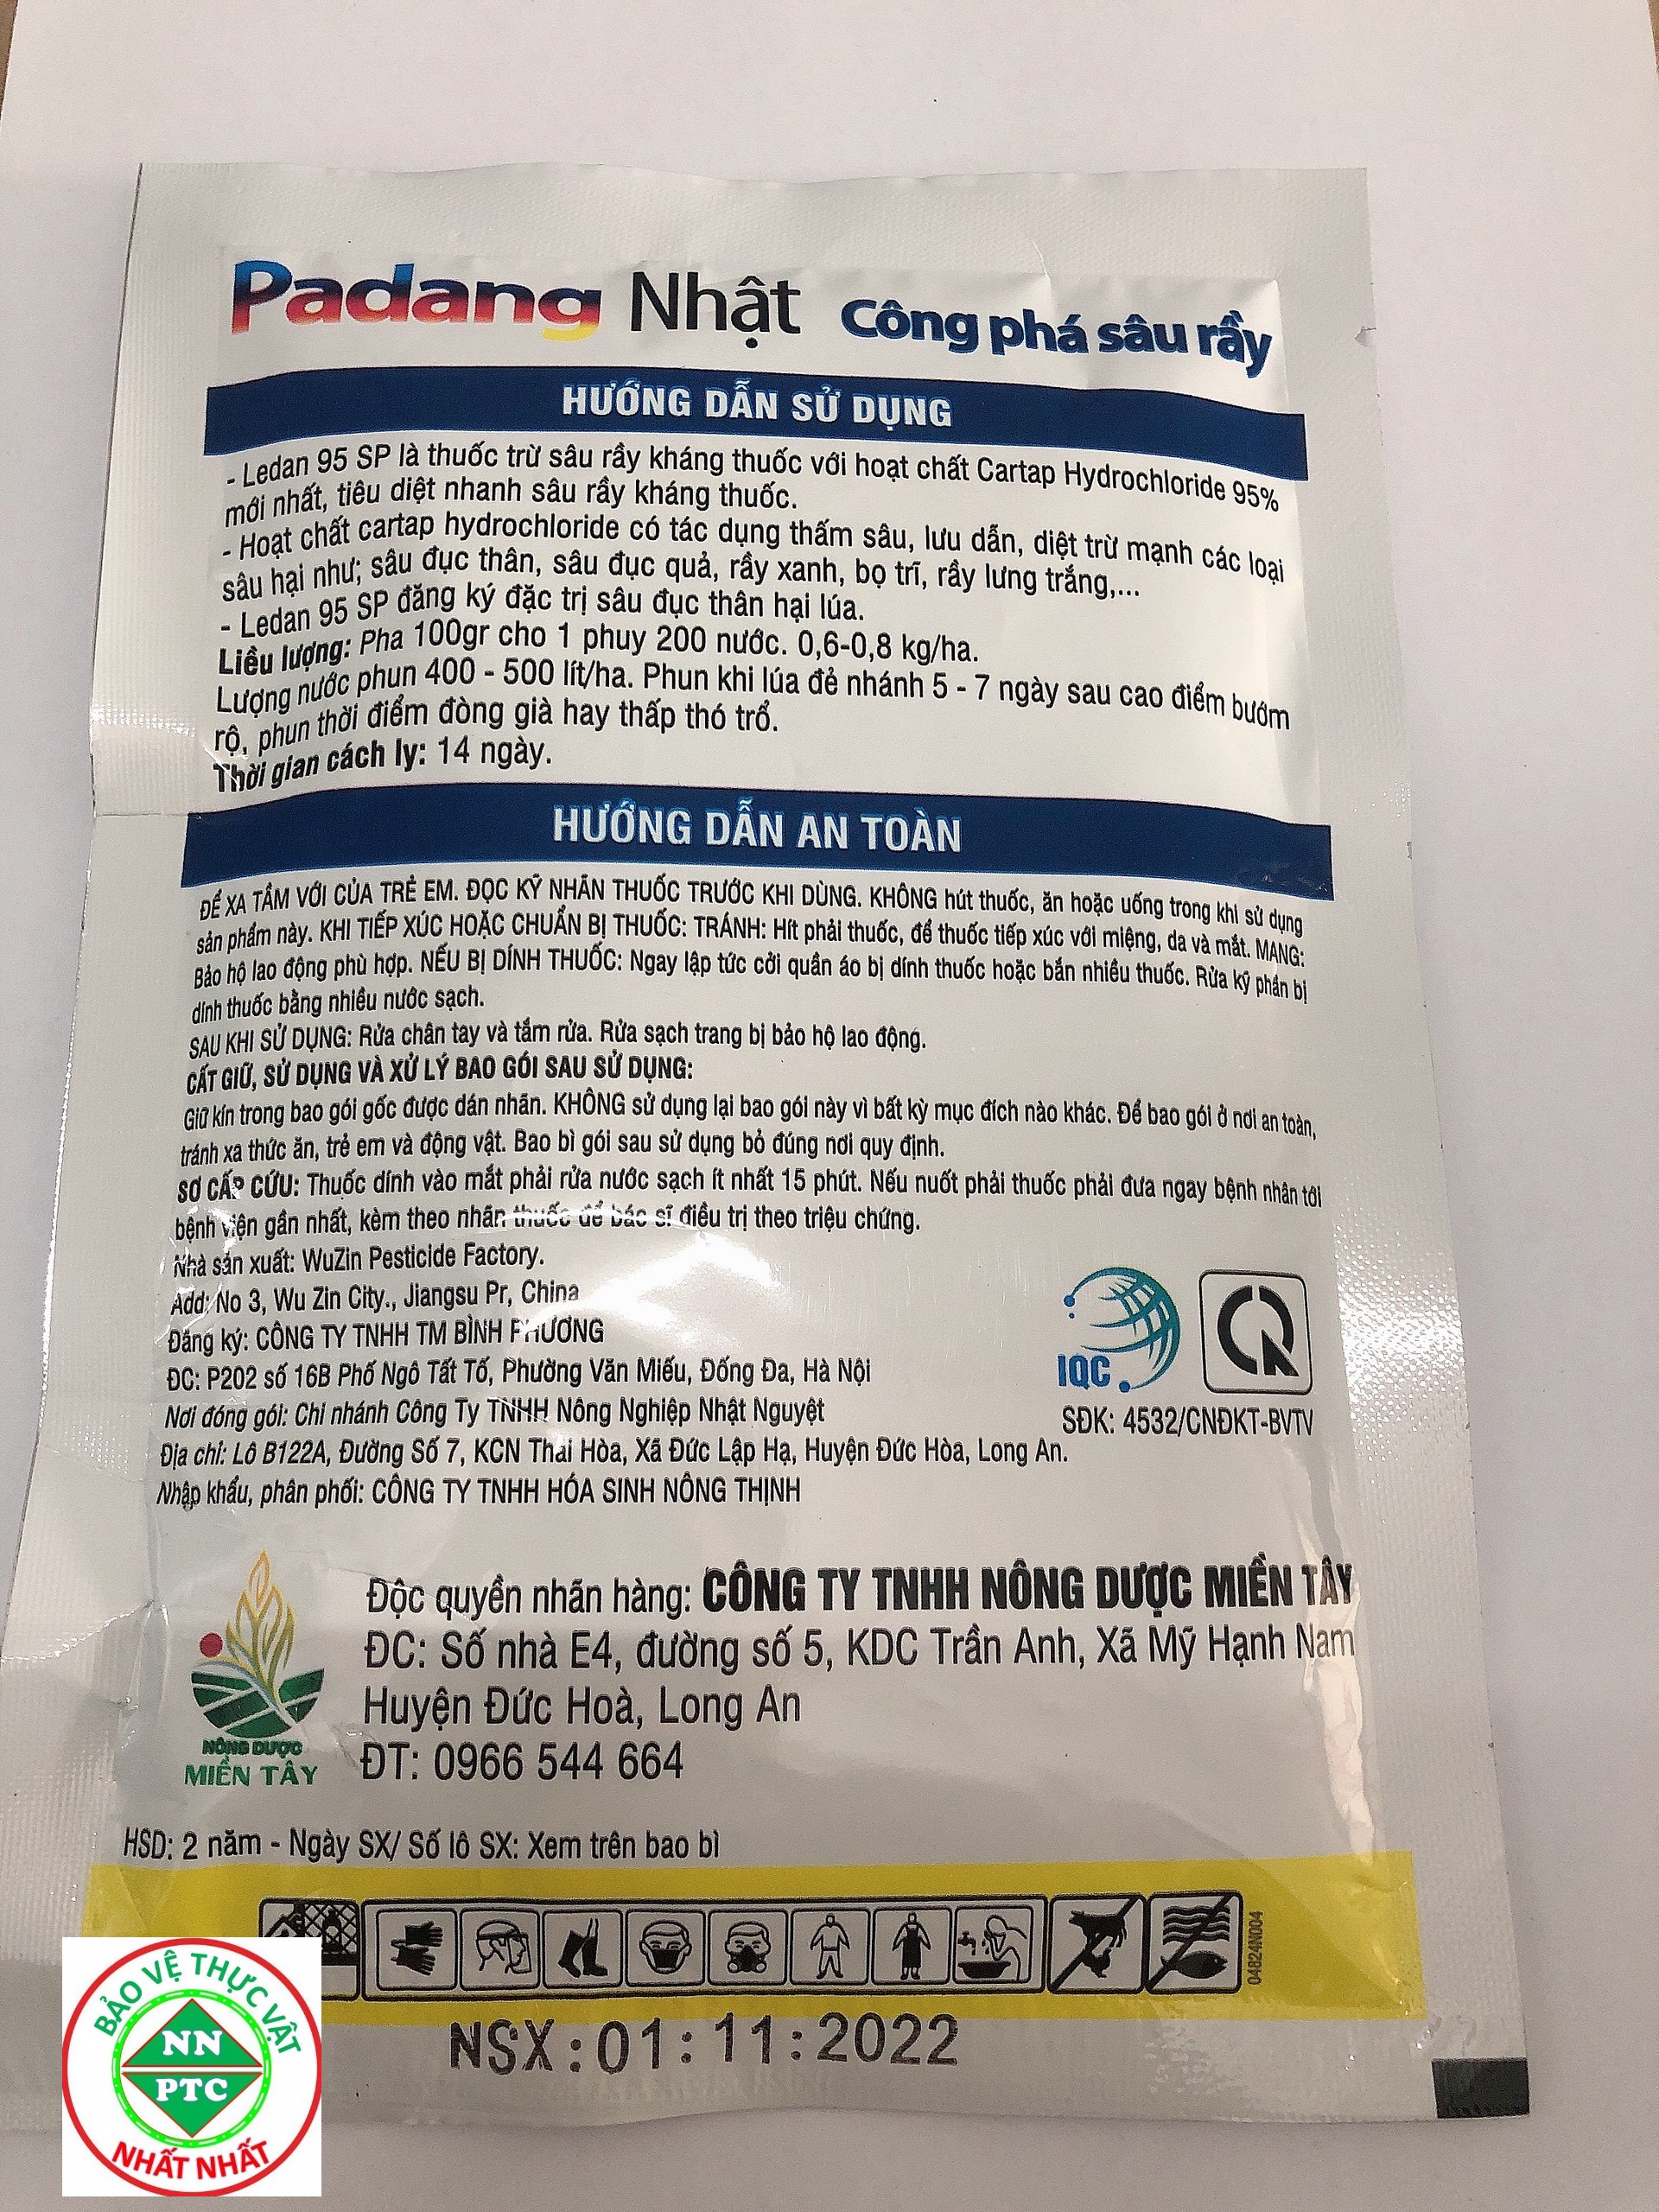 Padang Nhật Công phá sâu rầy
HƯỚNG DẪN SỬ DỤNG
- Ledan 95 SP là thuốc trừ sâu rầy kháng thuốc với hoạt chất Cartap Hydrochloride 95%
mới nhất, tiêu diệt nhanh sâu rầy kháng thuốc.
- Hoạt chất cartap hydrochloride có tác dụng thấm sâu, lưu dẫn, diệt trừ mạnh các loại
sâu hại như; sâu đục thân, sâu đục quả, rầy xanh, bọ trĩ, rầy lưng trắng,...
- Ledan 95 SP đăng ký đặc trị sâu đục thân hại lúa.
Liều lượng: Pha 100gr cho 1 phuy 200 nước. 0,6-0,8 kg/ha.
Lượng nước phun 400 - 500 lít/ha. Phun khi lúa đẻ nhánh 5 - 7 ngày sau cao điểm bướm
rộ, phun thời điểm đòng già hay thấp thó trổ.
Thời gian cách ly: 14 ngày.
HƯỚNG DẪN AN TOÀN
ĐỂ XA TẦM VỚI CỦA TRẺ EM. ĐỌC KỸ NHÃN THUỐC TRƯỚC KHI DÙNG. KHÔNG hút thuốc, ăn hoặc uống trong khi sử dụng
sản phẩm này. KHI TIẾP XÚC HOẶC CHUẨN BỊ THUỐC: TRÁNH: Hít phải thuốc, để thuốc tiếp xúc với miệng, da và mắt. MANG:
Bảo hộ lao động phù hợp. NẾU BỊ DÍNH THUỐC: Ngay lập tức cởi quần áo bị dính thuốc hoặc bắn nhiều thuốc. Rửa kỹ phần bị
dính thuốc bằng nhiều nước sạch.
SAU KHI SỬ DỤNG: Rửa chân tay và tắm rửa. Rửa sạch trang bị bảo hộ lao động.
CẤT GIỮ, SỬ DỤNG VÀ XỬ LÝ BAO GÓI SAU SỬ DỤNG:
Giữ kín trong bao gói gốc được dán nhãn. KHÔNG sử dụng lại bao gói này vì bất kỳ mục đích nào khác. Để bao gói ở nơi an toàn,
tránh xa thức ăn, trẻ em và động vật. Bao bì gói sau sử dụng bỏ đúng nơi quy định.
SƠ CẤP CỨU: Thuốc dính vào mắt phải rửa nước sạch ít nhất 15 phút. Nếu nuốt phải thuốc phải đưa ngay bệnh nhân tới
bệnh viện gần nhất, kèm theo nhãn thuốc để bác sĩ điều trị theo triệu chứng.
Nhà sản xuất: WuZin Pesticide Factory.
Add: No 3, Wu Zin City., Jiangsu Pr, China
Đăng ký: CÔNG TY TNHH TM BÌNH PHƯƠNG
ĐC: P202 số 16B Phố Ngô Tất Tố, Phường Văn Miếu, Đống Đa, Hà Nội
Nơi đóng gói: Chi nhánh Công Ty TNHH Nông Nghiệp Nhật Nguyệt
Địa chỉ: Lô B122A, Đường Số 7, KCN Thái Hòa, Xã Đức Lập Hạ, Huyện Đức Hòa, Long An.
Nhập khẩu, phân phối: CÔNG TY TNHH HÓA SINH NÔNG THỊNH
IQC
SĐK: 4532/CNĐKT-BVTV
Độc quyền nhãn hàng: CÔNG TY TNHH NÔNG DƯỢC MIỀN TÂY
ĐC: Số nhà E4, đường số 5, KDC Trần Anh, Xã Mỹ Hạnh Nam
Huyện Đức Hoà, Long An
ĐT: 0966 544 664
NÔNG DƯỢC
MIỀN TÂY
HSD: 2 năm - Ngày SX/ Số lô SX: Xem trên bao bì
04824N004
NSX:01:11:2022
BẢO VỆ THỰC VẬT
NN
PTC
NHẤT NHẤT